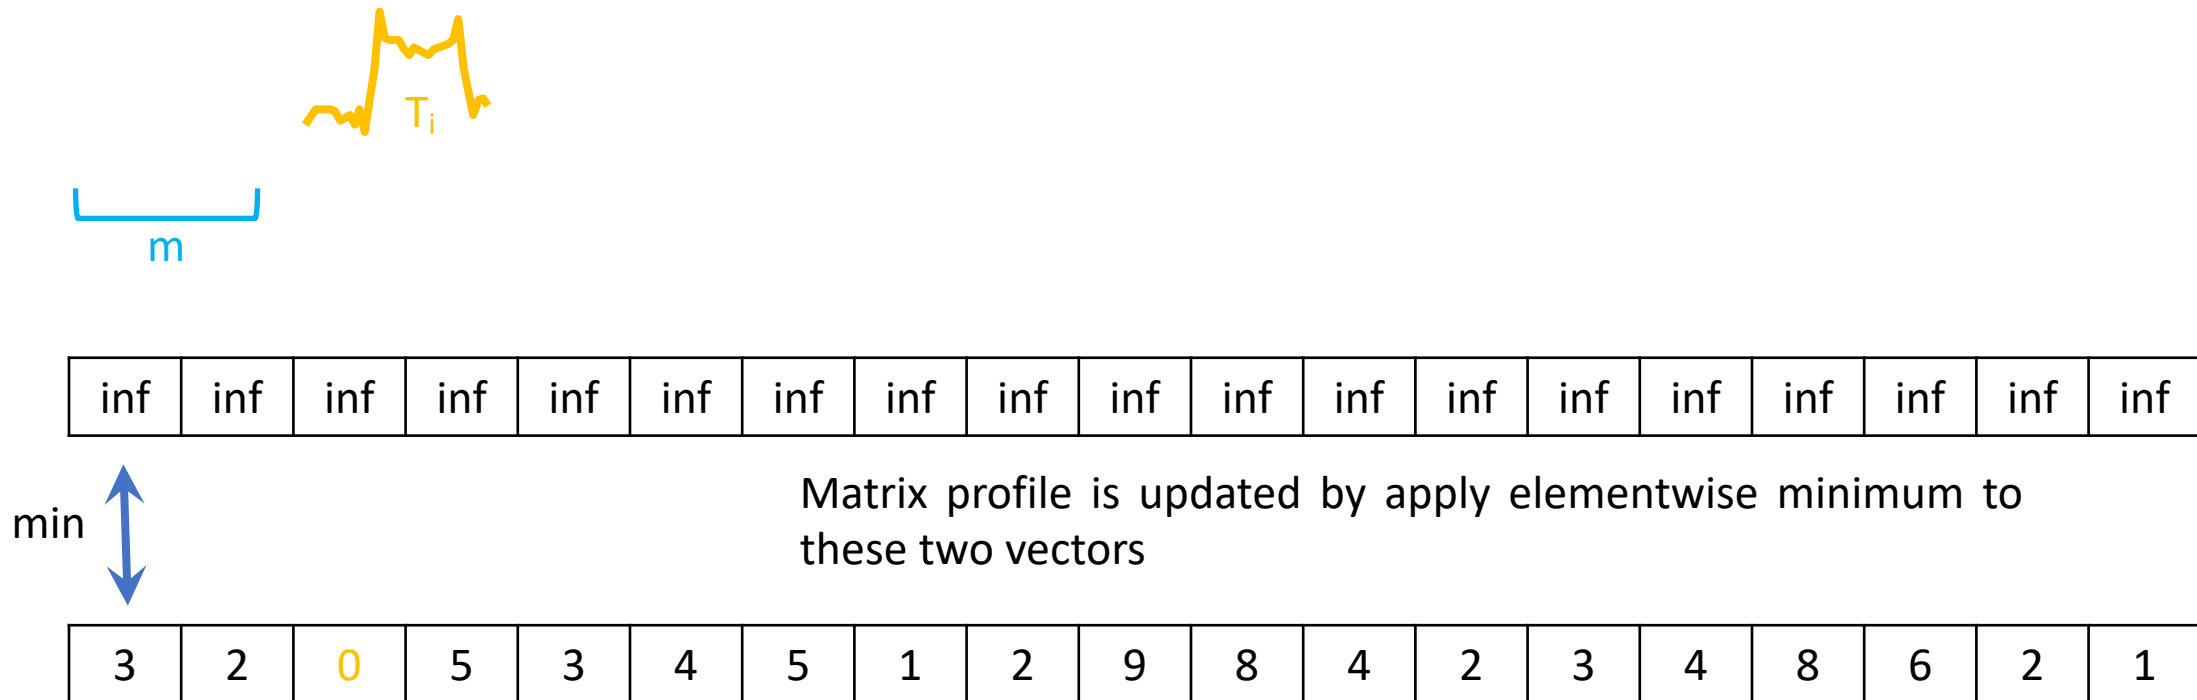 T_i
m
inf inf inf inf inf inf inf inf inf inf inf inf inf inf inf inf inf inf inf
min
Matrix profile is updated by apply elementwise minimum to
these two vectors
3 2 0 5 3 4 5 1 2 9 8 4 2 3 4 8 6 2 1